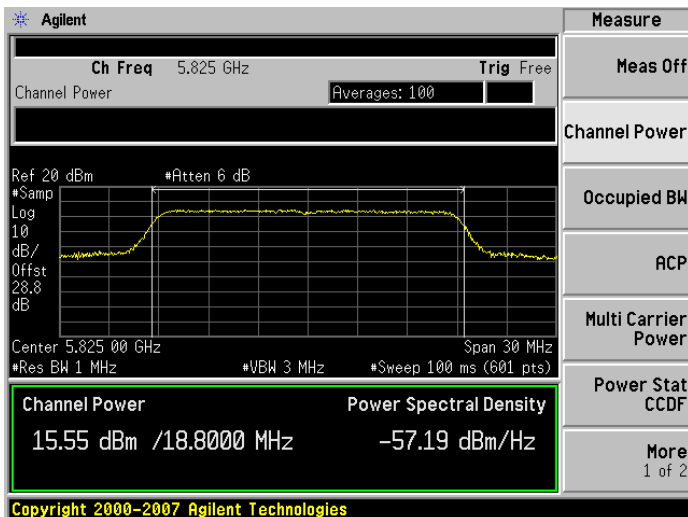 Agilent
Measure
Ch Freq 5.825 GHz Trig Free
Channel Power Averages: 100
Meas Off
Channel Power
Occupied BW
ACP
Multi Carrier
Power
Power Stat
CCDF
More
1 of 2
Ref 20 dBm #Atten 6 dB
#Samp
Log
10
dB/
Offst
28.8
dB
Center 5.825 00 GHz Span 30 MHz
#Res BW 1 MHz #VBW 3 MHz #Sweep 100 ms (601 pts)
Channel Power Power Spectral Density
15.55 dBm /18.8000 MHz -57.19 dBm/Hz
Copyright 2000-2007 Agilent Technologies